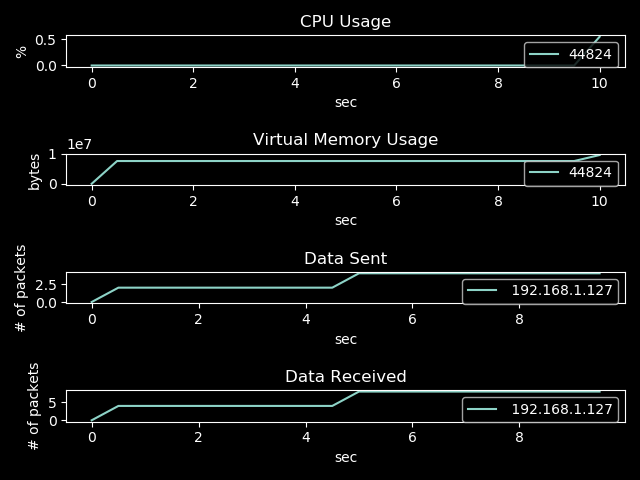 CPU Usage
%
0.5
0.0
44824
0 2 4 6 8 10
sec
Virtual Memory Usage
1e7
bytes
1
0
44824
0 2 4 6 8 10
sec
Data Sent
# of packets
2.5
0.0
192.168.1.127
0 2 4 6 8
sec
Data Received
# of packets
5
0
192.168.1.127
0 2 4 6 8
sec